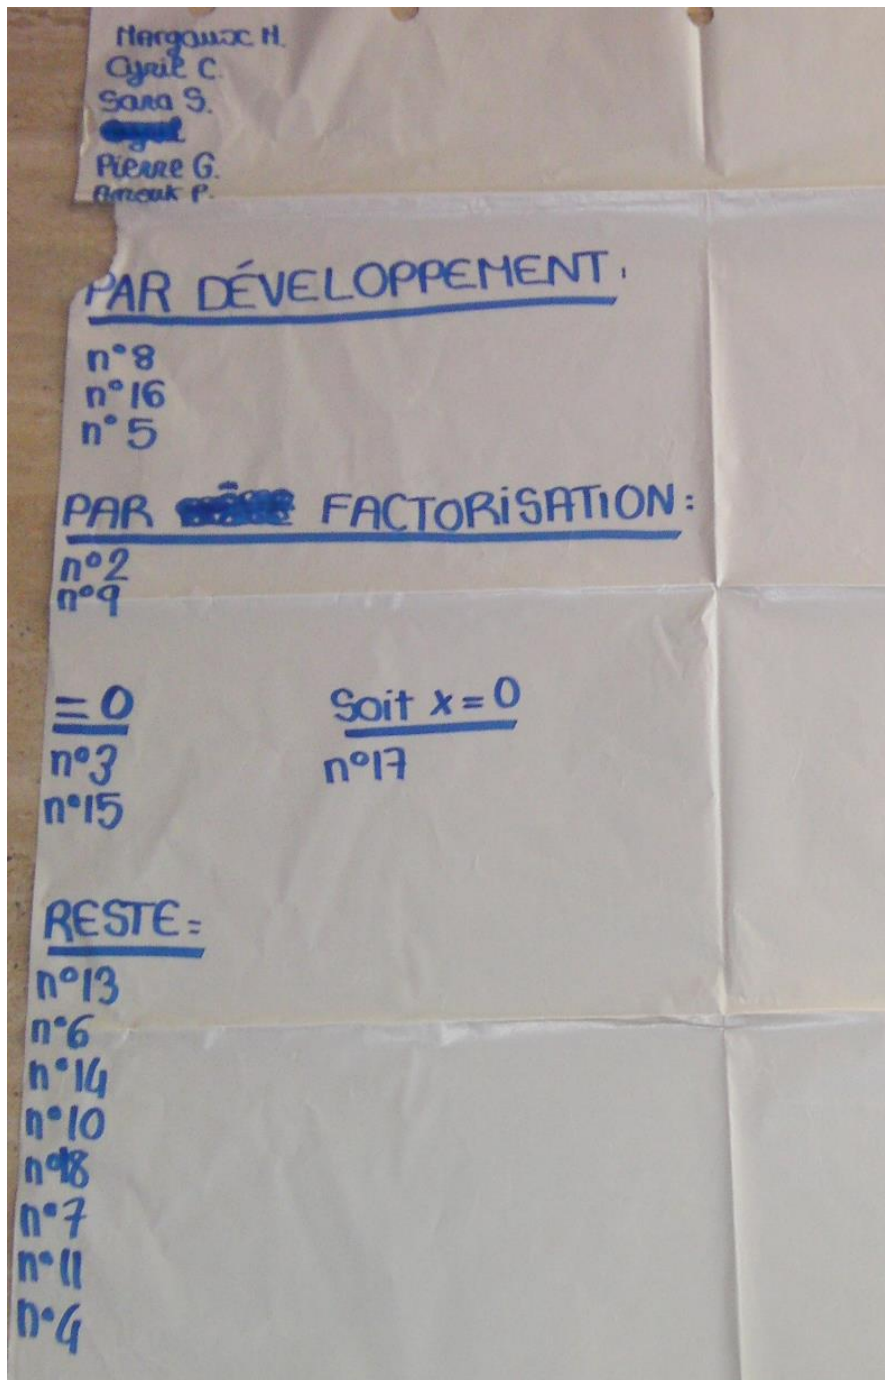 Margaux H.
Cyril C.
Sara S.
Pierre G.
Anouk P.
PAR DÉVELOPPEMENT:
n°8
n°16
n°5
PAR FACTORISATION:
n°2
n°9
= 0
n°3
n°15
Soit x = 0
n°17
RESTE:
n°13
n°6
n°14
n°10
n°18
n°7
n°11
n°4